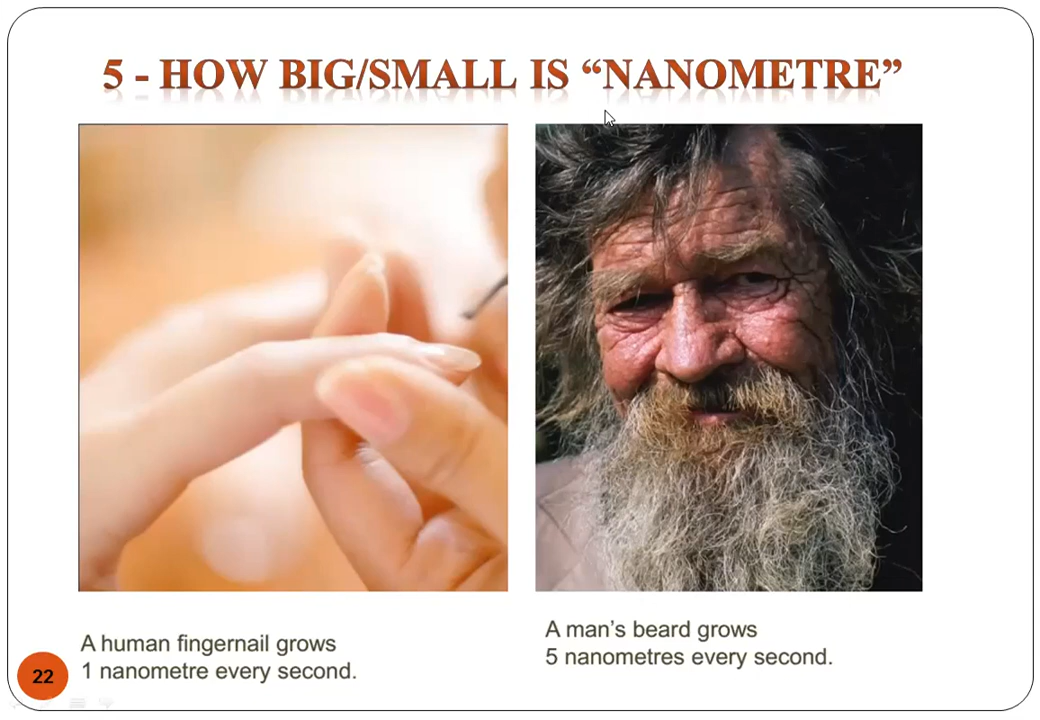 5 - HOW BIG/SMALL IS “NANOMETRE”
A human fingernail grows
1 nanometre every second.
A man’s beard grows
5 nanometres every second.
22